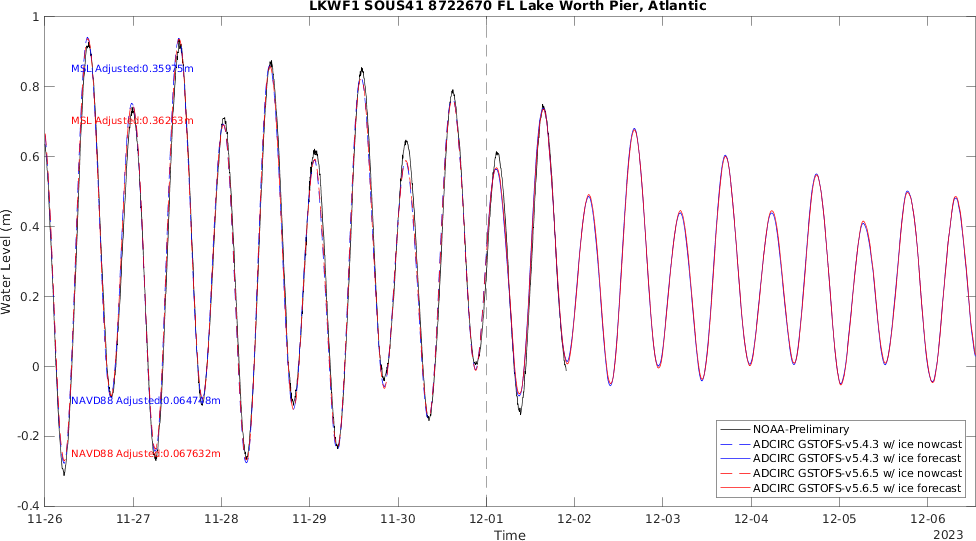 LKWF1 SOUS41 8722670 FL Lake Worth Pier, Atlantic
1
0.8
0.6
0.4
0.2
0
-0.2
-0.4
Water Level (m)
MSL Adjusted:0.35975m
MSL Adjusted:0.36263m
NAVD88 Adjusted:0.064748m
NAVD88 Adjusted:0.067632m
NOAA-Preliminary
ADCIRC GSTOFS-v5.4.3 w/ ice nowcast
ADCIRC GSTOFS-v5.4.3 w/ ice forecast
ADCIRC GSTOFS-v5.6.5 w/ ice nowcast
ADCIRC GSTOFS-v5.6.5 w/ ice forecast
11-26 11-27 11-28 11-29 11-30 12-01 12-02 12-03 12-04 12-05 12-06
Time
2023